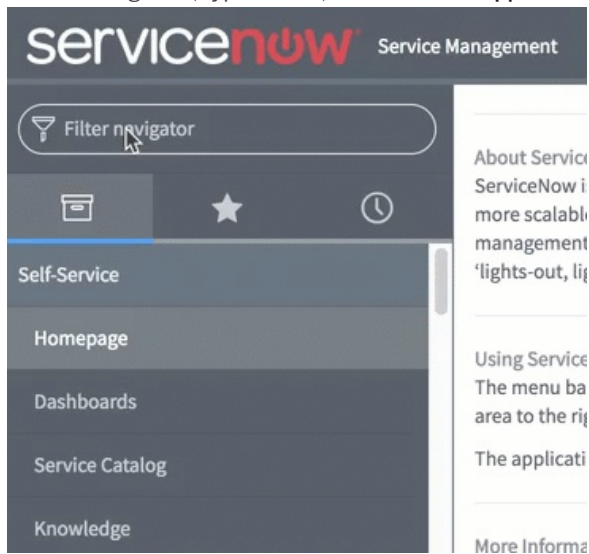 servicenow Service Management
Filter navigator
Self-Service
Homepage
Dashboards
Service Catalog
Knowledge
About Service
ServiceNow i
more scalabl
management
'lights-out, lig
Using Service
The menu ba
area to the rig
The applicati
More Informa